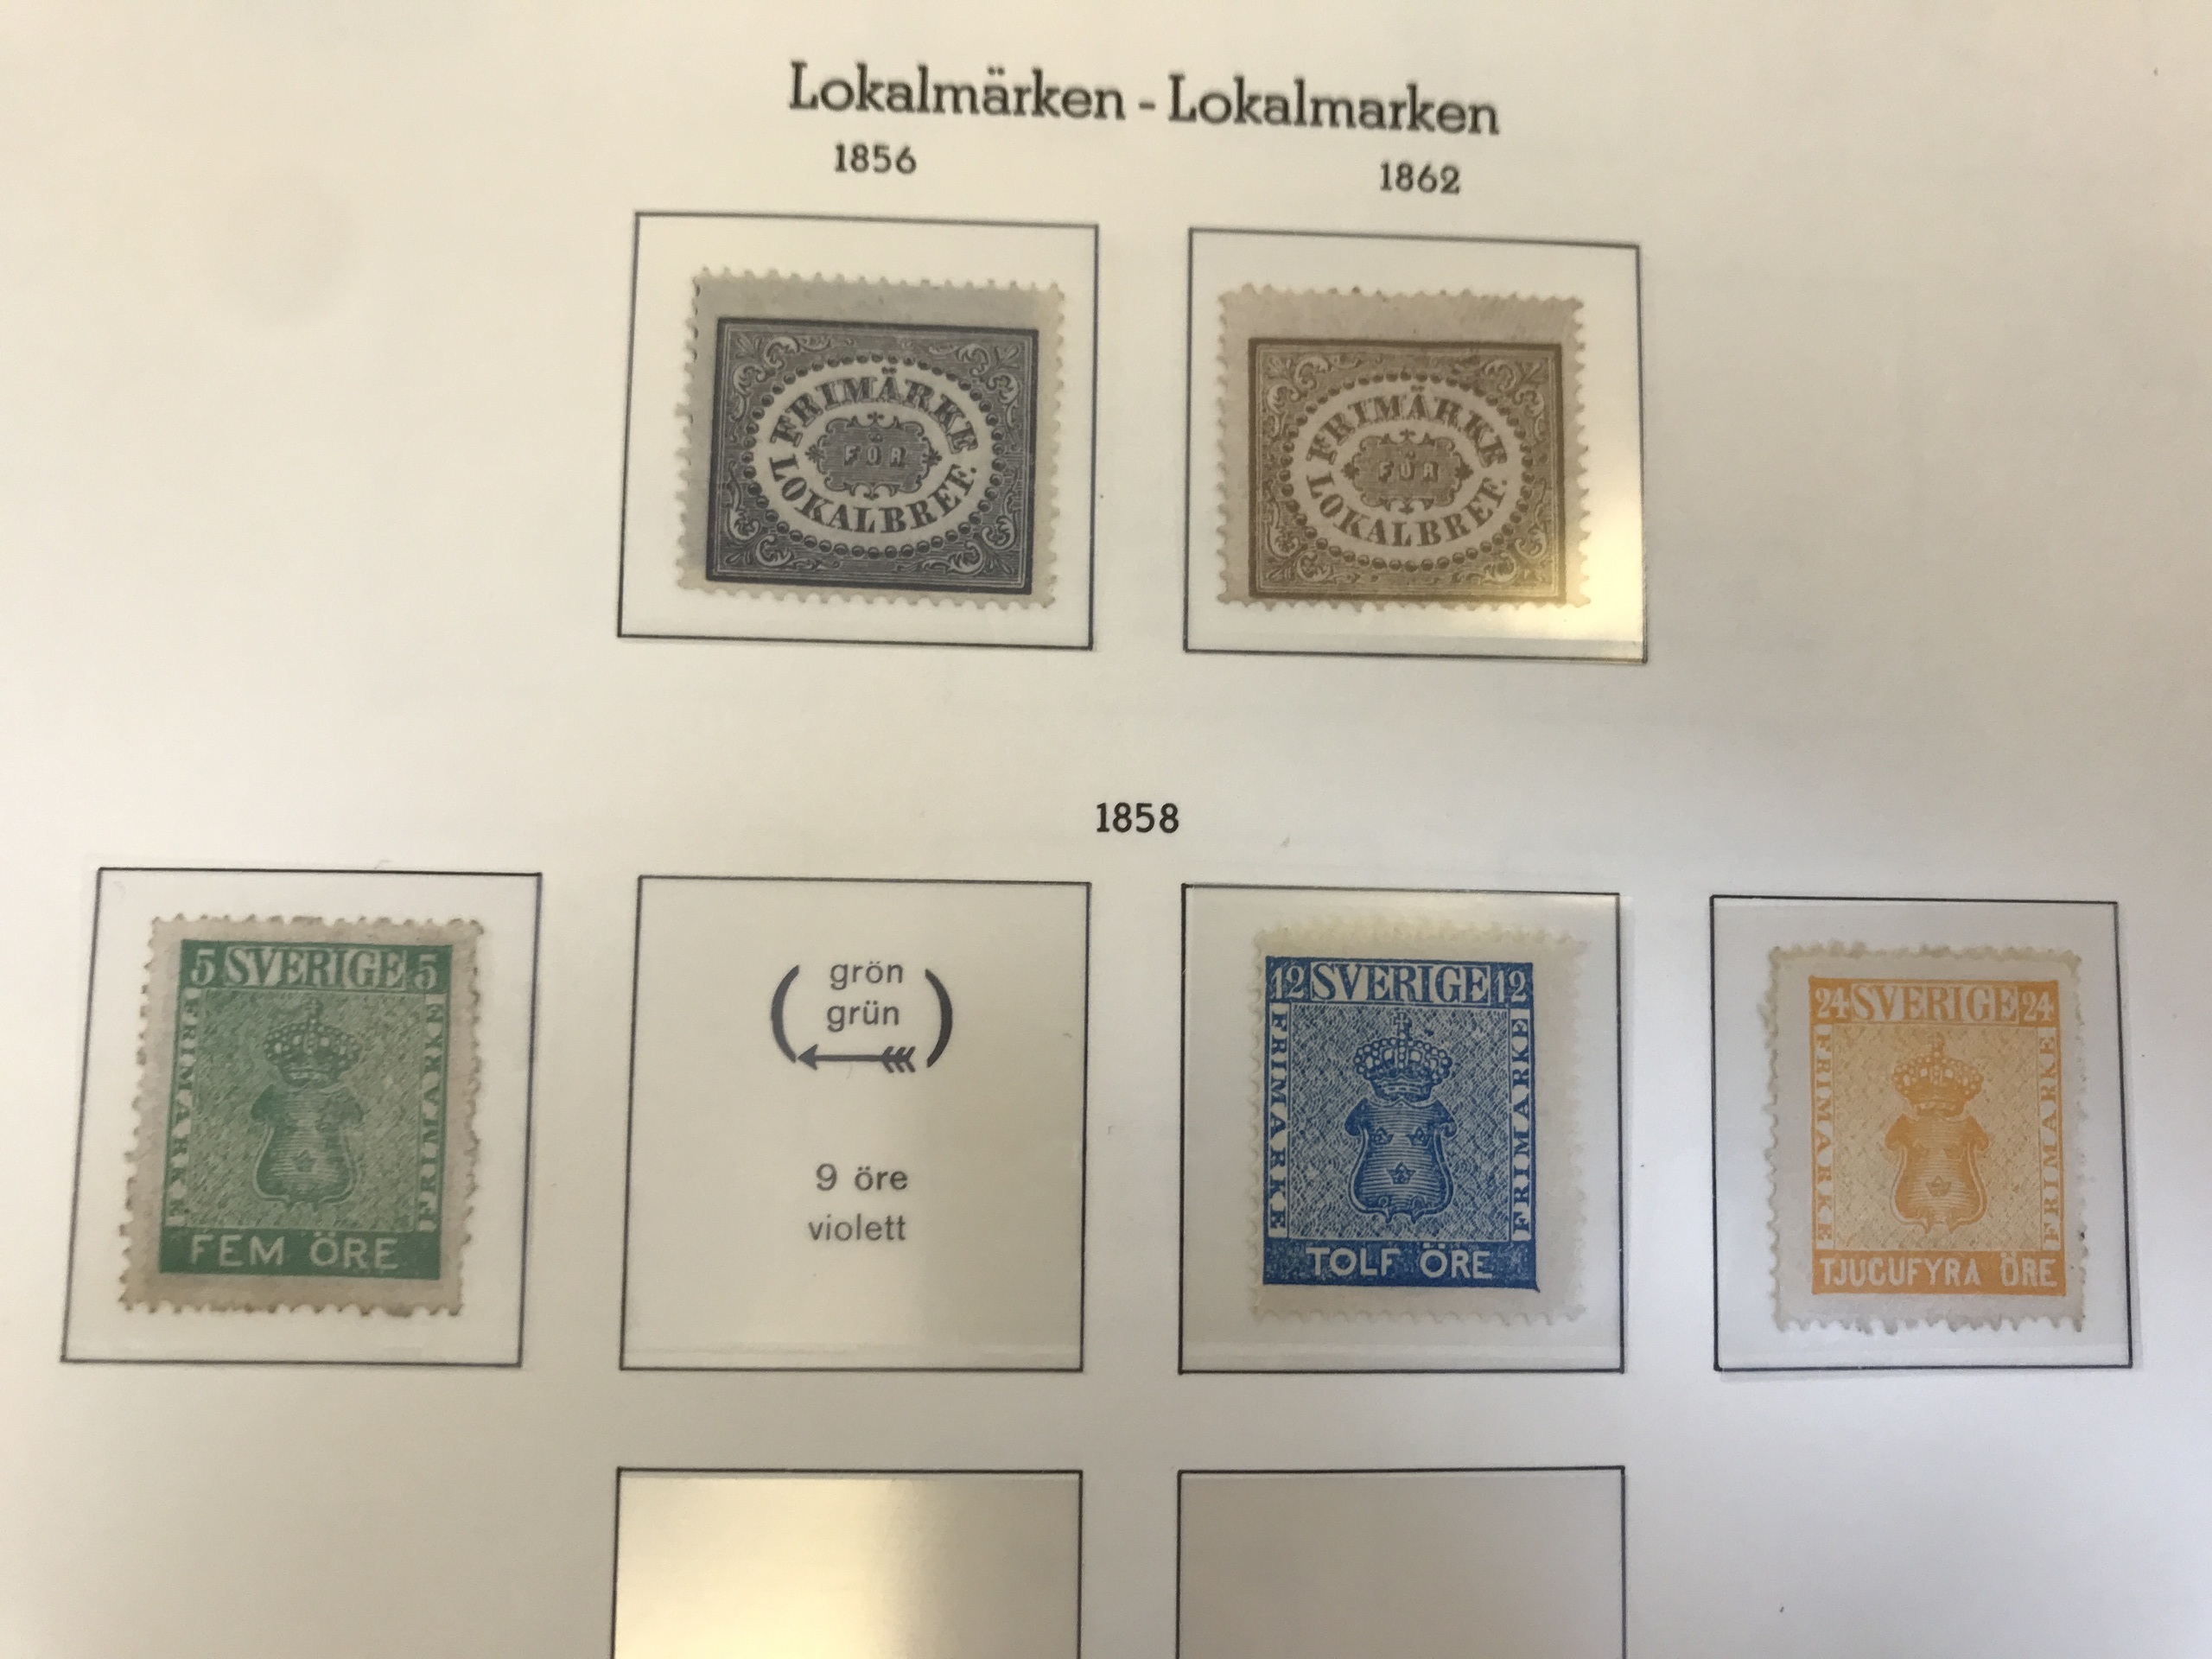 Lokalmärken - Lokalmarken
1856
1862
FRIMÄRKE
FÖR
LOKALBREF.
FRIMÄRKE
FÖR
LOKALBREF.
1858
5 SVERIGE 5
FRIMÄRKE
FRIMÄRKE
FEM ÖRE
grön
grün
9 öre
violett
12 SVERIGE 12
FRIMÄRKE
FRIMÄRKE
TOLF ÖRE
24 SVERIGE 24
FRIMÄRKE
FRIMÄRKE
TJUGUFYRA ÖRE